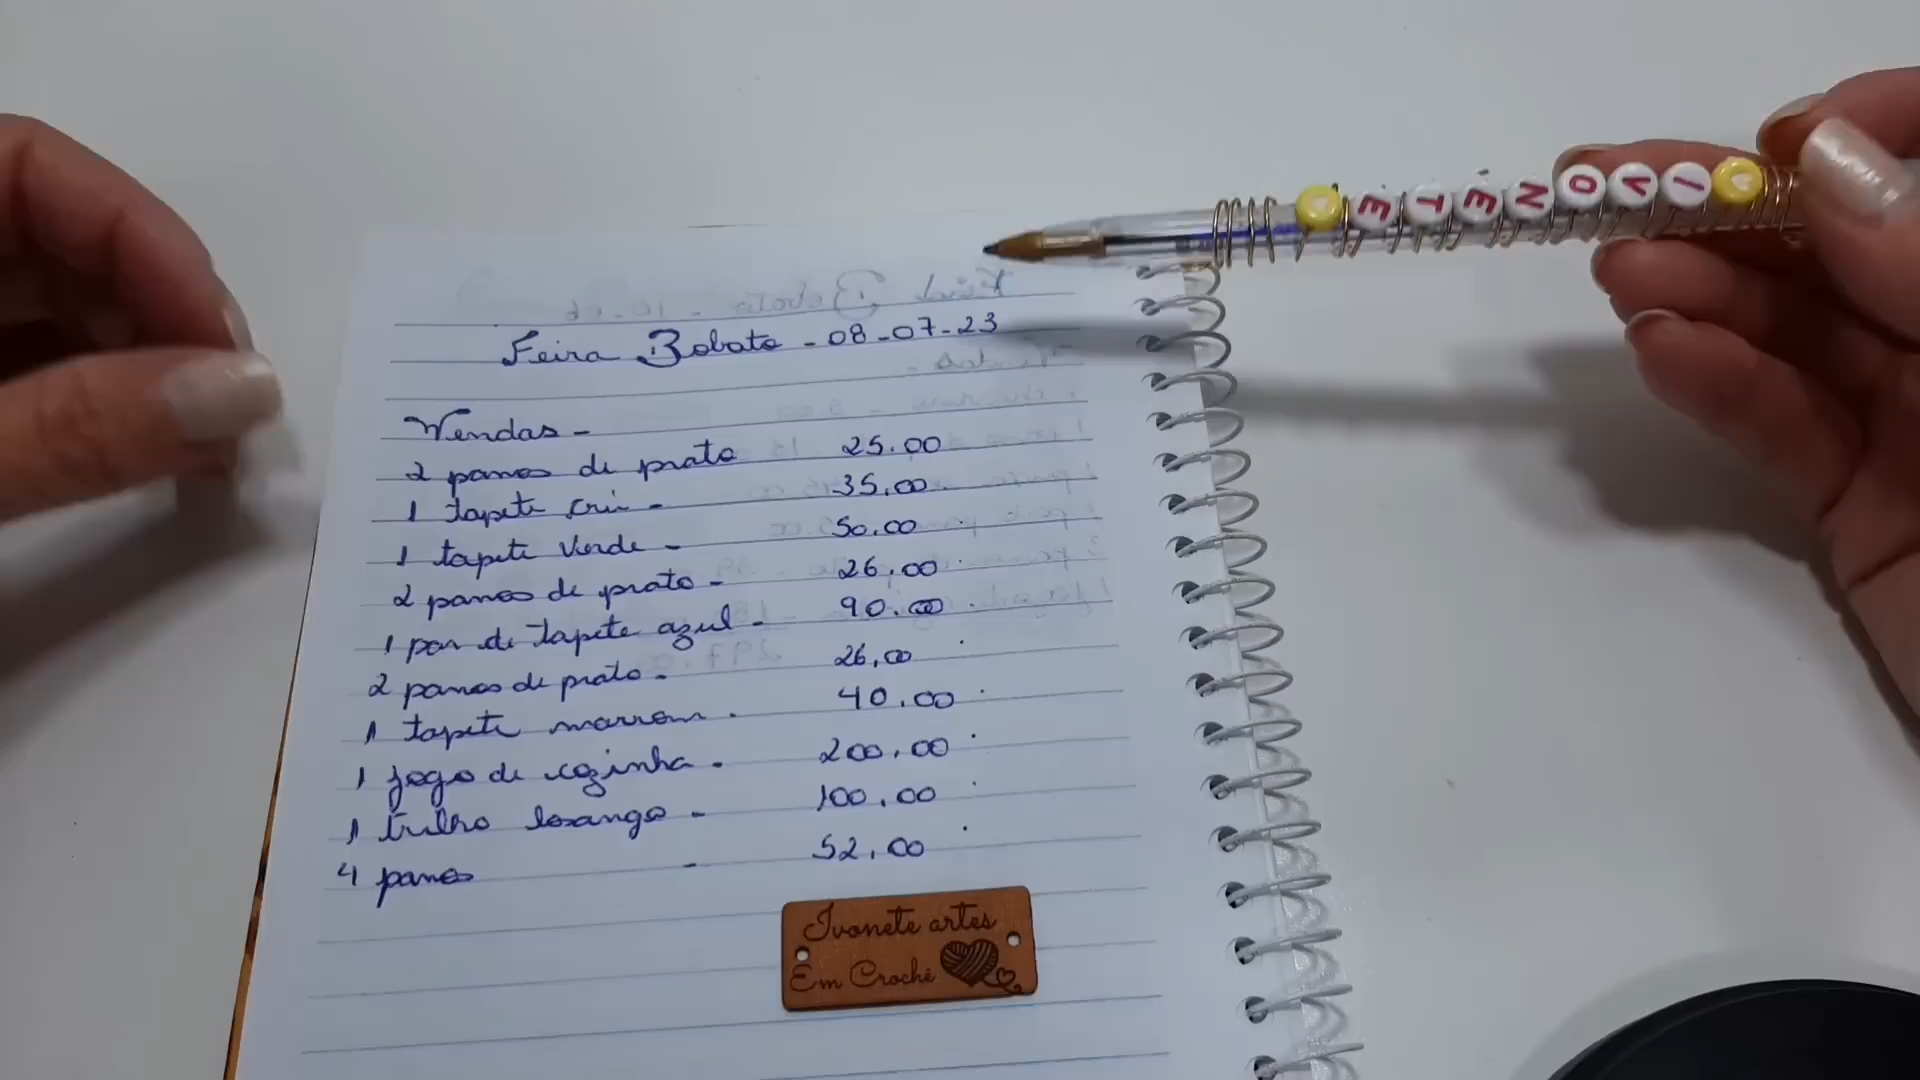 IVONETE
Feira Bobato - 08-07-23
Vendas -
2 panos de prato 25.00
1 tapete cru - 35,00
1 tapete verde - 50.00
2 panos de prato - 26.00
1 par de tapete azul - 90.00
2 panos de prato - 26,00
1 tapete marrom - 40.00
1 jogo de cozinha - 200.00
1 trilho losango - 100.00
4 panos - 52,00
Ivonete artes
Em Crochê